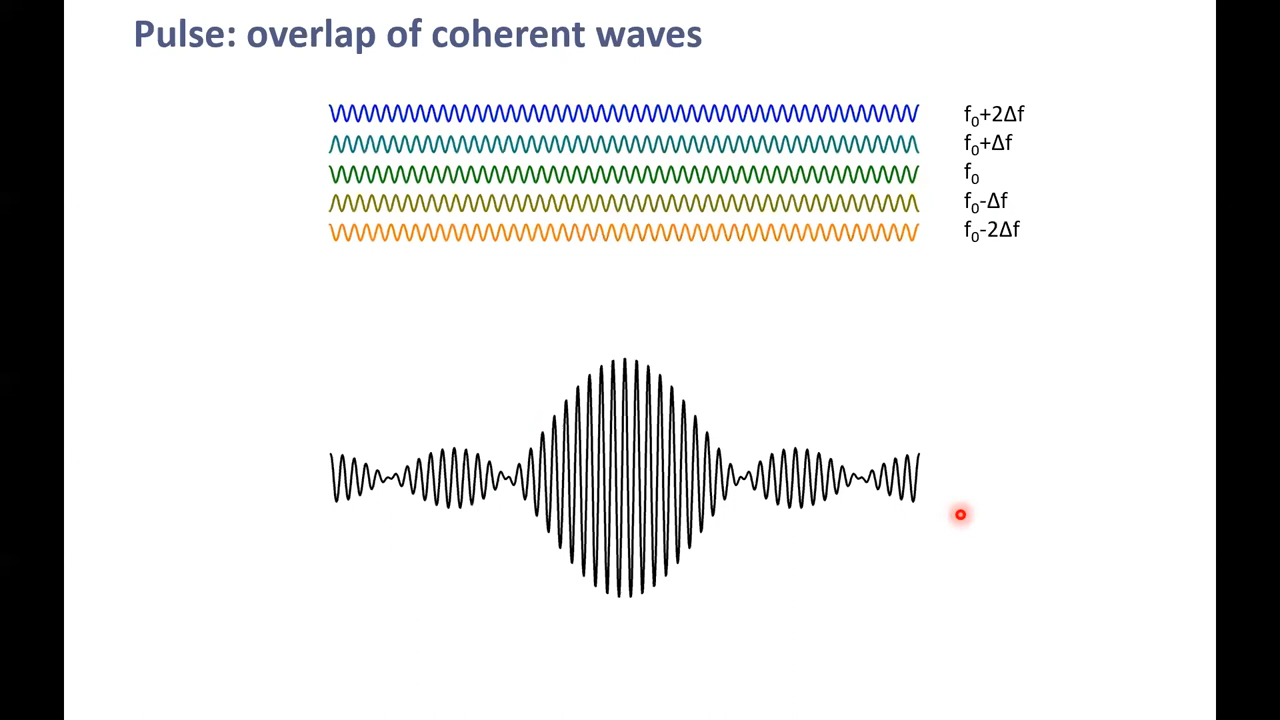 Pulse: overlap of coherent waves
f₀+2Δf
f₀+Δf
f₀
f₀-Δf
f₀-2Δf